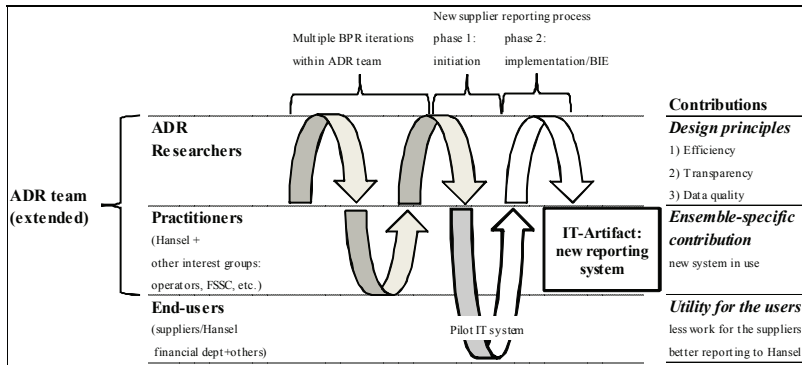 New supplier reporting process
Multiple BPR iterations
within ADR team
phase 1:
initiation
phase 2:
implementation/BIE
Contributions
ADR
Researchers
Design principles
1) Efficiency
2) Transparency
3) Data quality
ADR team
(extended)
Practitioners
(Hansel +
other interest groups:
operators, FSSC, etc.)
IT-Artifact:
new reporting
system
Ensemble-specific
contribution
new system in use
End-users
(suppliers/Hansel
financial dept+others)
Pilot IT system
Utility for the users
less work for the suppliers
better reporting to Hansel